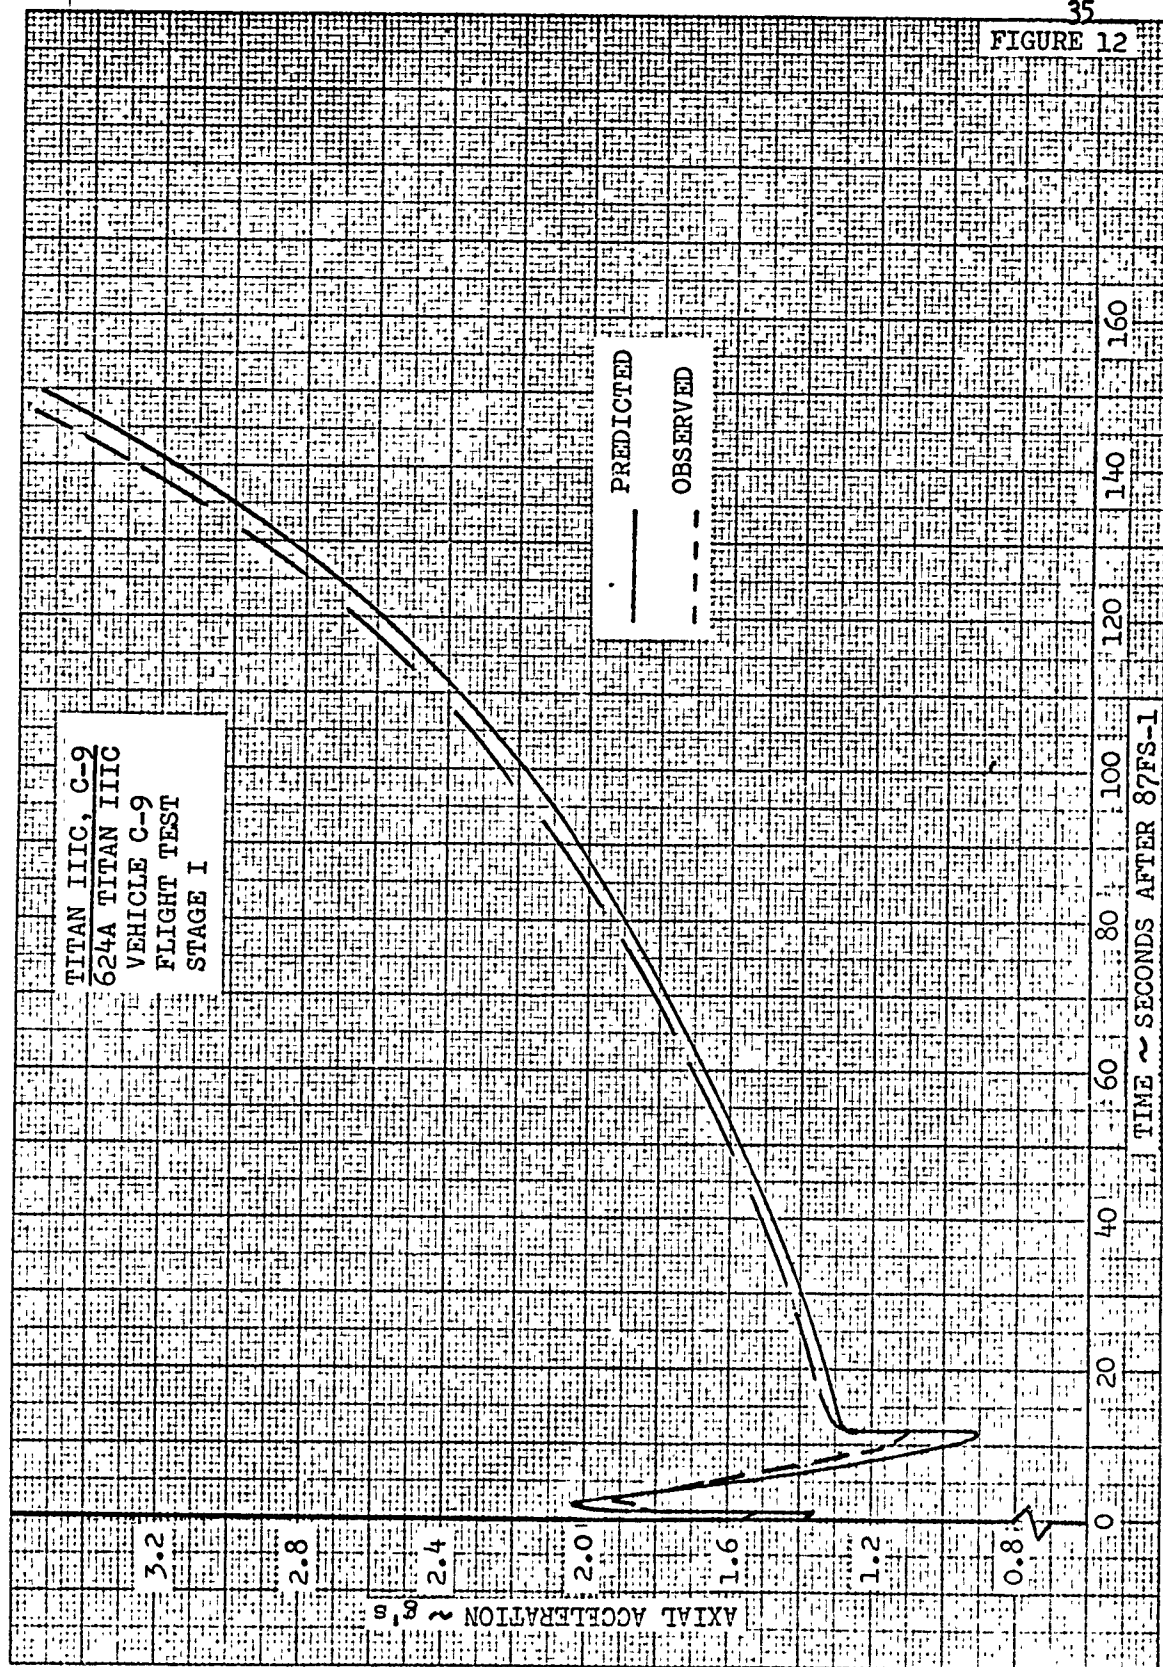 35
FIGURE 12
TITAN IIIC, C-9
624A TITAN IIIC
VEHICLE C-9
FLIGHT TEST
STAGE I
PREDICTED
OBSERVED
AXIAL ACCELERATION ~ g's
3.2
2.8
2.4
2.0
1.6
1.2
0.8
0 20 40 60 80 100 120 140 160
TIME ~ SECONDS AFTER 87FS-1